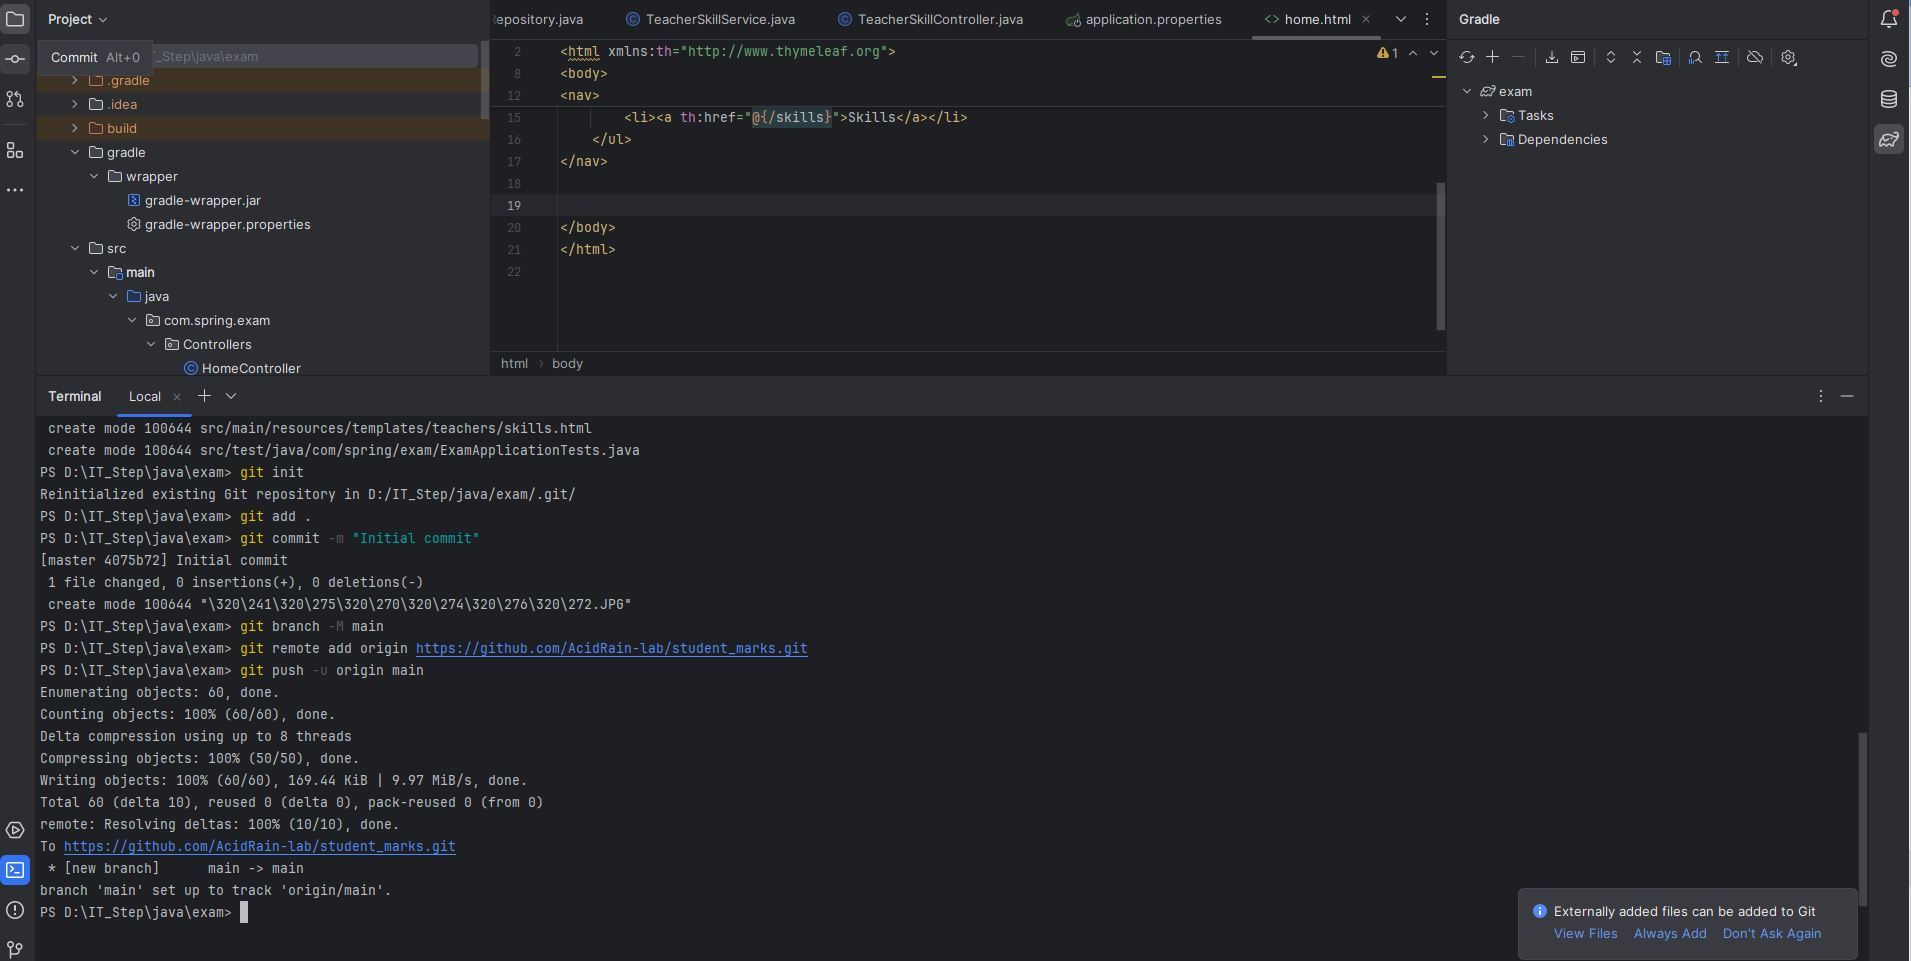 Project
Commit Alt+0
_Step\java\exam
.gradle
.idea
build
gradle
wrapper
gradle-wrapper.jar
gradle-wrapper.properties
src
main
java
com.spring.exam
Controllers
HomeController
epository.java
TeacherSkillService.java
TeacherSkillController.java
application.properties
home.html
1
2 <html xmlns:th="http://www.thymeleaf.org">
8 <body>
12 <nav>
15 <li><a th:href="@{/skills}">Skills</a></li>
16 </ul>
17 </nav>
18
19
20 </body>
21 </html>
22
html › body
Gradle
exam
Tasks
Dependencies
Terminal Local
create mode 100644 src/main/resources/templates/teachers/skills.html
create mode 100644 src/test/java/com/spring/exam/ExamApplicationTests.java
PS D:\IT_Step\java\exam> git init
Reinitialized existing Git repository in D:/IT_Step/java/exam/.git/
PS D:\IT_Step\java\exam> git add .
PS D:\IT_Step\java\exam> git commit -m "Initial commit"
[master 4075b72] Initial commit
1 file changed, 0 insertions(+), 0 deletions(-)
create mode 100644 "\320\241\320\275\320\270\320\274\320\276\320\272.JPG"
PS D:\IT_Step\java\exam> git branch -M main
PS D:\IT_Step\java\exam> git remote add origin https://github.com/AcidRain-lab/student_marks.git
PS D:\IT_Step\java\exam> git push -u origin main
Enumerating objects: 60, done.
Counting objects: 100% (60/60), done.
Delta compression using up to 8 threads
Compressing objects: 100% (50/50), done.
Writing objects: 100% (60/60), 169.44 KiB | 9.97 MiB/s, done.
Total 60 (delta 10), reused 0 (delta 0), pack-reused 0 (from 0)
remote: Resolving deltas: 100% (10/10), done.
To https://github.com/AcidRain-lab/student_marks.git
* [new branch] main -> main
branch 'main' set up to track 'origin/main'.
PS D:\IT_Step\java\exam>
Externally added files can be added to Git
View Files Always Add Don't Ask Again